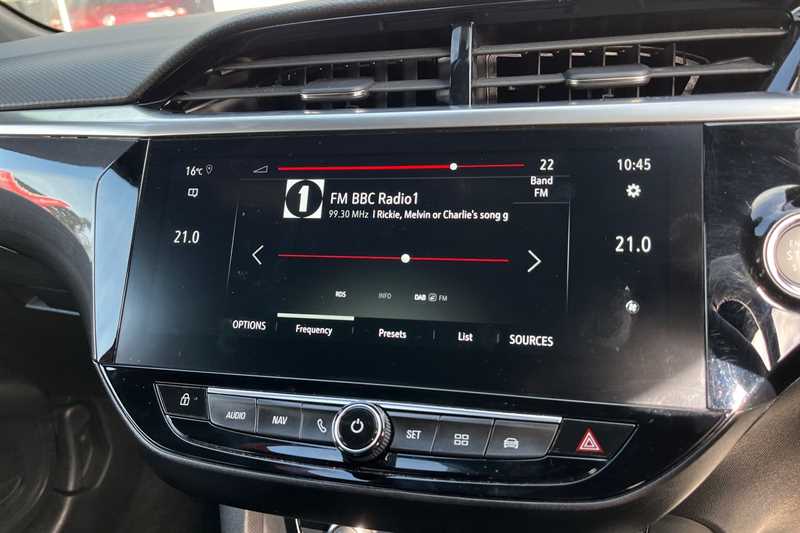 16°C
22
10:45
1
FM BBC Radio1
Band
FM
99.30 MHz I Rickie, Melvin or Charlie's song g
21.0
21.0
RDS INFO DAB FM
OPTIONS Frequency Presets List SOURCES
AUDIO NAV SET